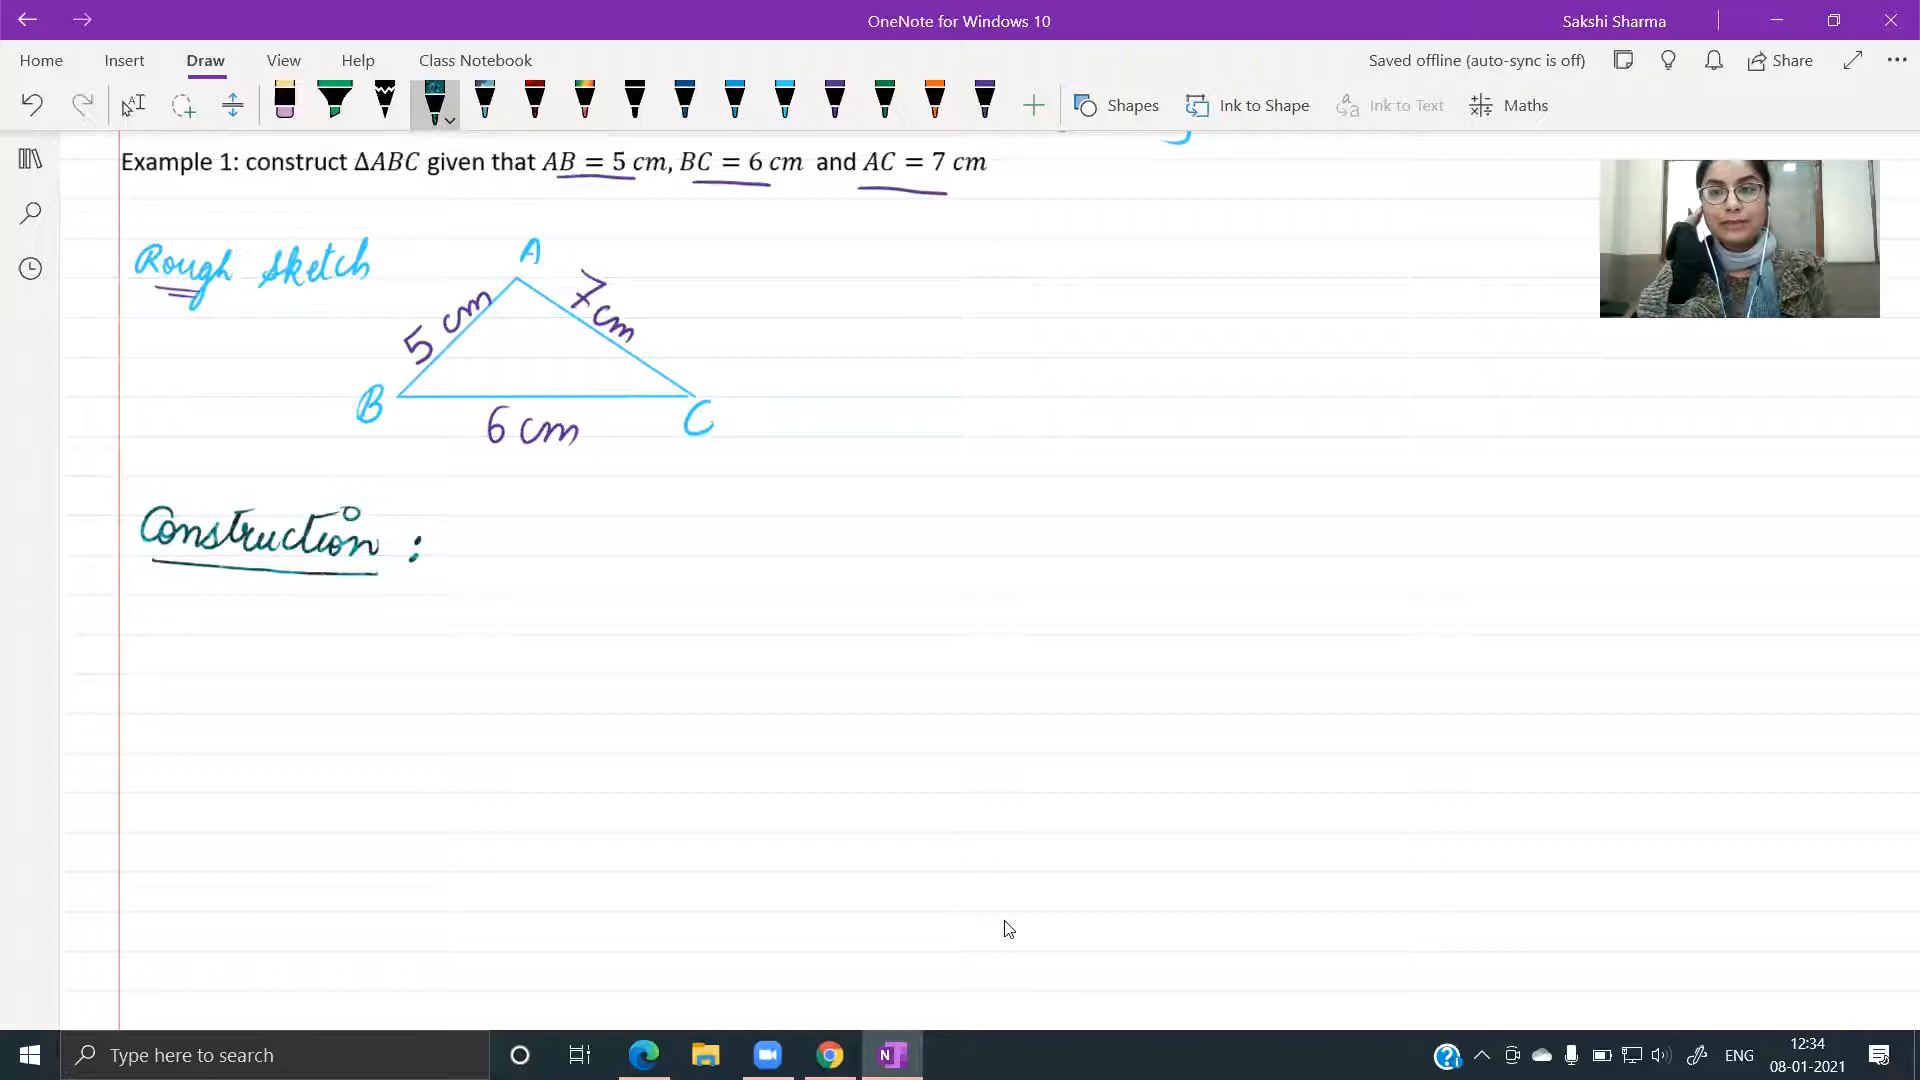 OneNote for Windows 10
Sakshi Sharma
Home Insert Draw View Help Class Notebook
Saved offline (auto-sync is off) Share
Shapes Ink to Shape Ink to Text Maths
Example 1: construct ΔABC given that AB = 5 cm, BC = 6 cm and AC = 7 cm
Rough Sketch
A
5 cm
7 cm
B
C
6 cm
Construction :
Type here to search
ENG
12:34
08-01-2021